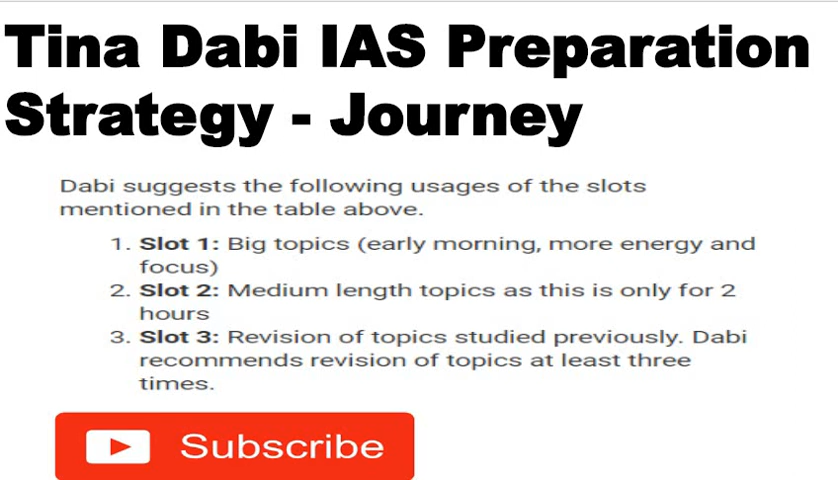 Tina Dabi IAS Preparation
Strategy - Journey
Dabi suggests the following usages of the slots
mentioned in the table above.
1. Slot 1: Big topics (early morning, more energy and
focus)
2. Slot 2: Medium length topics as this is only for 2
hours
3. Slot 3: Revision of topics studied previously. Dabi
recommends revision of topics at least three
times.
Subscribe